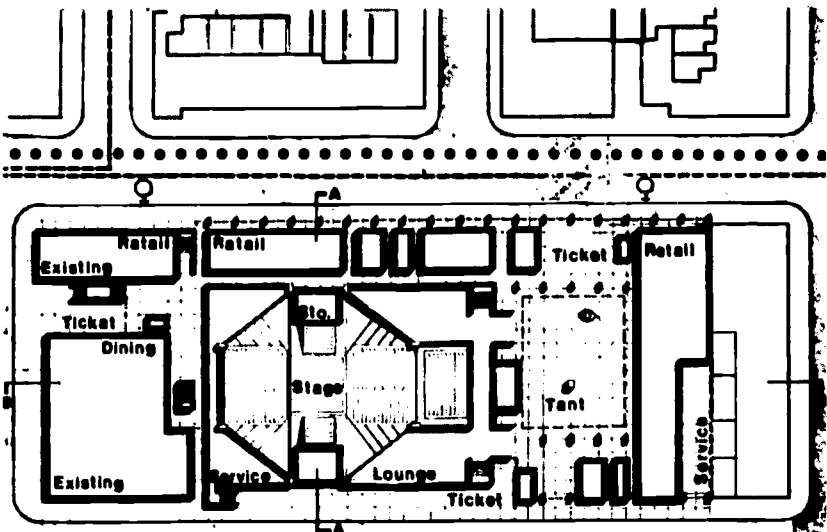 A
Retail
Retail
Ticket
Retail
Existing
Sto.
Ticket
Dining
Stage
Tent
Existing
Service
Lounge
Service
Ticket
A